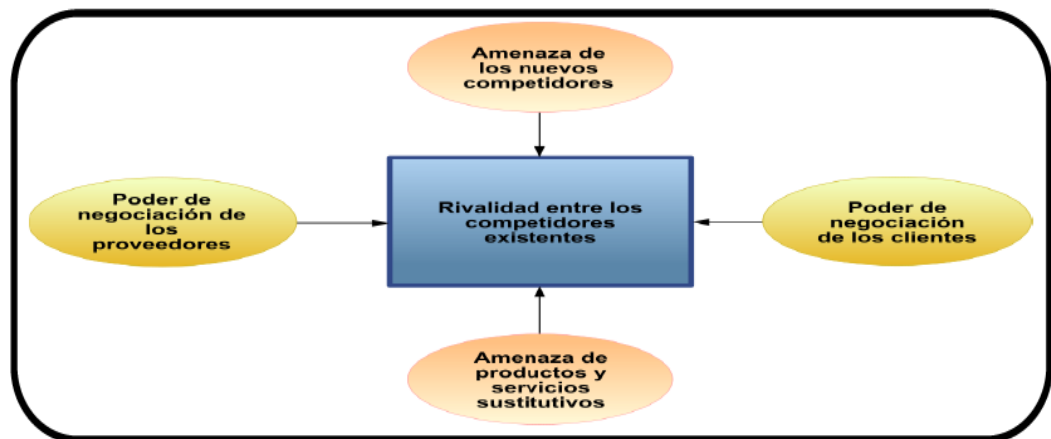 Amenaza de
los nuevos
competidores
Poder de
negociación de
los
proveedores
Rivalidad entre los
competidores
existentes
Poder de
negociación
de los clientes
Amenaza de
productos y
servicios
sustitutivos